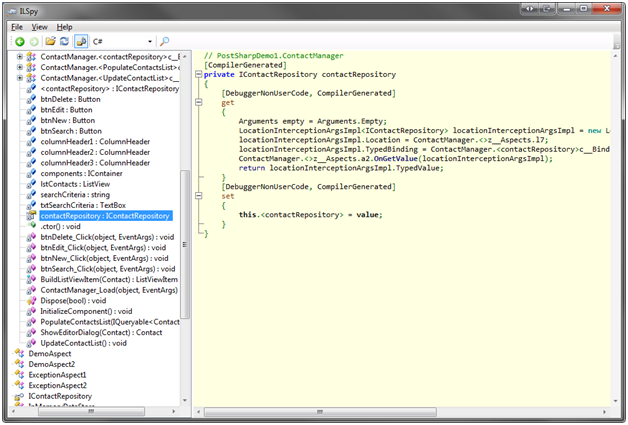 ILSpy
File View Help
C#
ContactManager.<contactRepository>c__B
ContactManager.<PopulateContactsList>c
ContactManager.<UpdateContactList>c__
<contactRepository> : IContactRepository
btnDelete : Button
btnEdit : Button
btnNew : Button
btnSearch : Button
columnHeader1 : ColumnHeader
columnHeader2 : ColumnHeader
columnHeader3 : ColumnHeader
components : IContainer
lstContacts : ListView
searchCriteria : string
txtSearchCriteria : TextBox
contactRepository : IContactRepository
.ctor() : void
btnDelete_Click(object, EventArgs) : void
btnEdit_Click(object, EventArgs) : void
btnNew_Click(object, EventArgs) : void
btnSearch_Click(object, EventArgs) : void
BuildListViewItem(Contact) : ListViewItem
ContactManager_Load(object, EventArgs)
Dispose(bool) : void
InitializeComponent() : void
PopulateContactsList(IQueryable<Contact
ShowEditorDialog(Contact) : Contact
UpdateContactList() : void
DemoAspect
DemoAspect2
ExceptionAspect1
ExceptionAspect2
IContactRepository
InMemoryDataStore
// PostSharpDemo1.ContactManager
[CompilerGenerated]
private IContactRepository contactRepository
{
[DebuggerNonUserCode, CompilerGenerated]
get
{
Arguments empty = Arguments.Empty;
LocationInterceptionArgsImpl<IContactRepository> locationInterceptionArgsImpl = new Lo
locationInterceptionArgsImpl.Location = ContactManager.<>z__Aspects.l7;
locationInterceptionArgsImpl.TypedBinding = ContactManager.<contactRepository>c__Bind
ContactManager.<>z__Aspects.a2.OnGetValue(locationInterceptionArgsImpl);
return locationInterceptionArgsImpl.TypedValue;
}
[DebuggerNonUserCode, CompilerGenerated]
set
{
this.<contactRepository> = value;
}
}